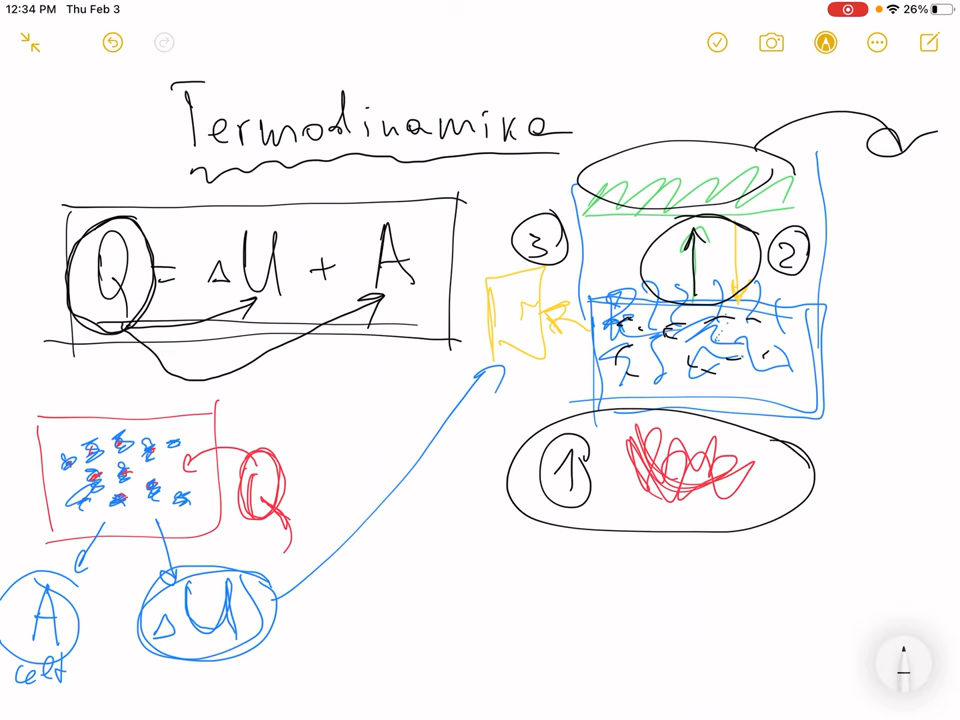 12:34 PM Thu Feb 3
26%
Termodinamika
Q = ΔU + A
3
2
1
Q
A
celt
ΔU